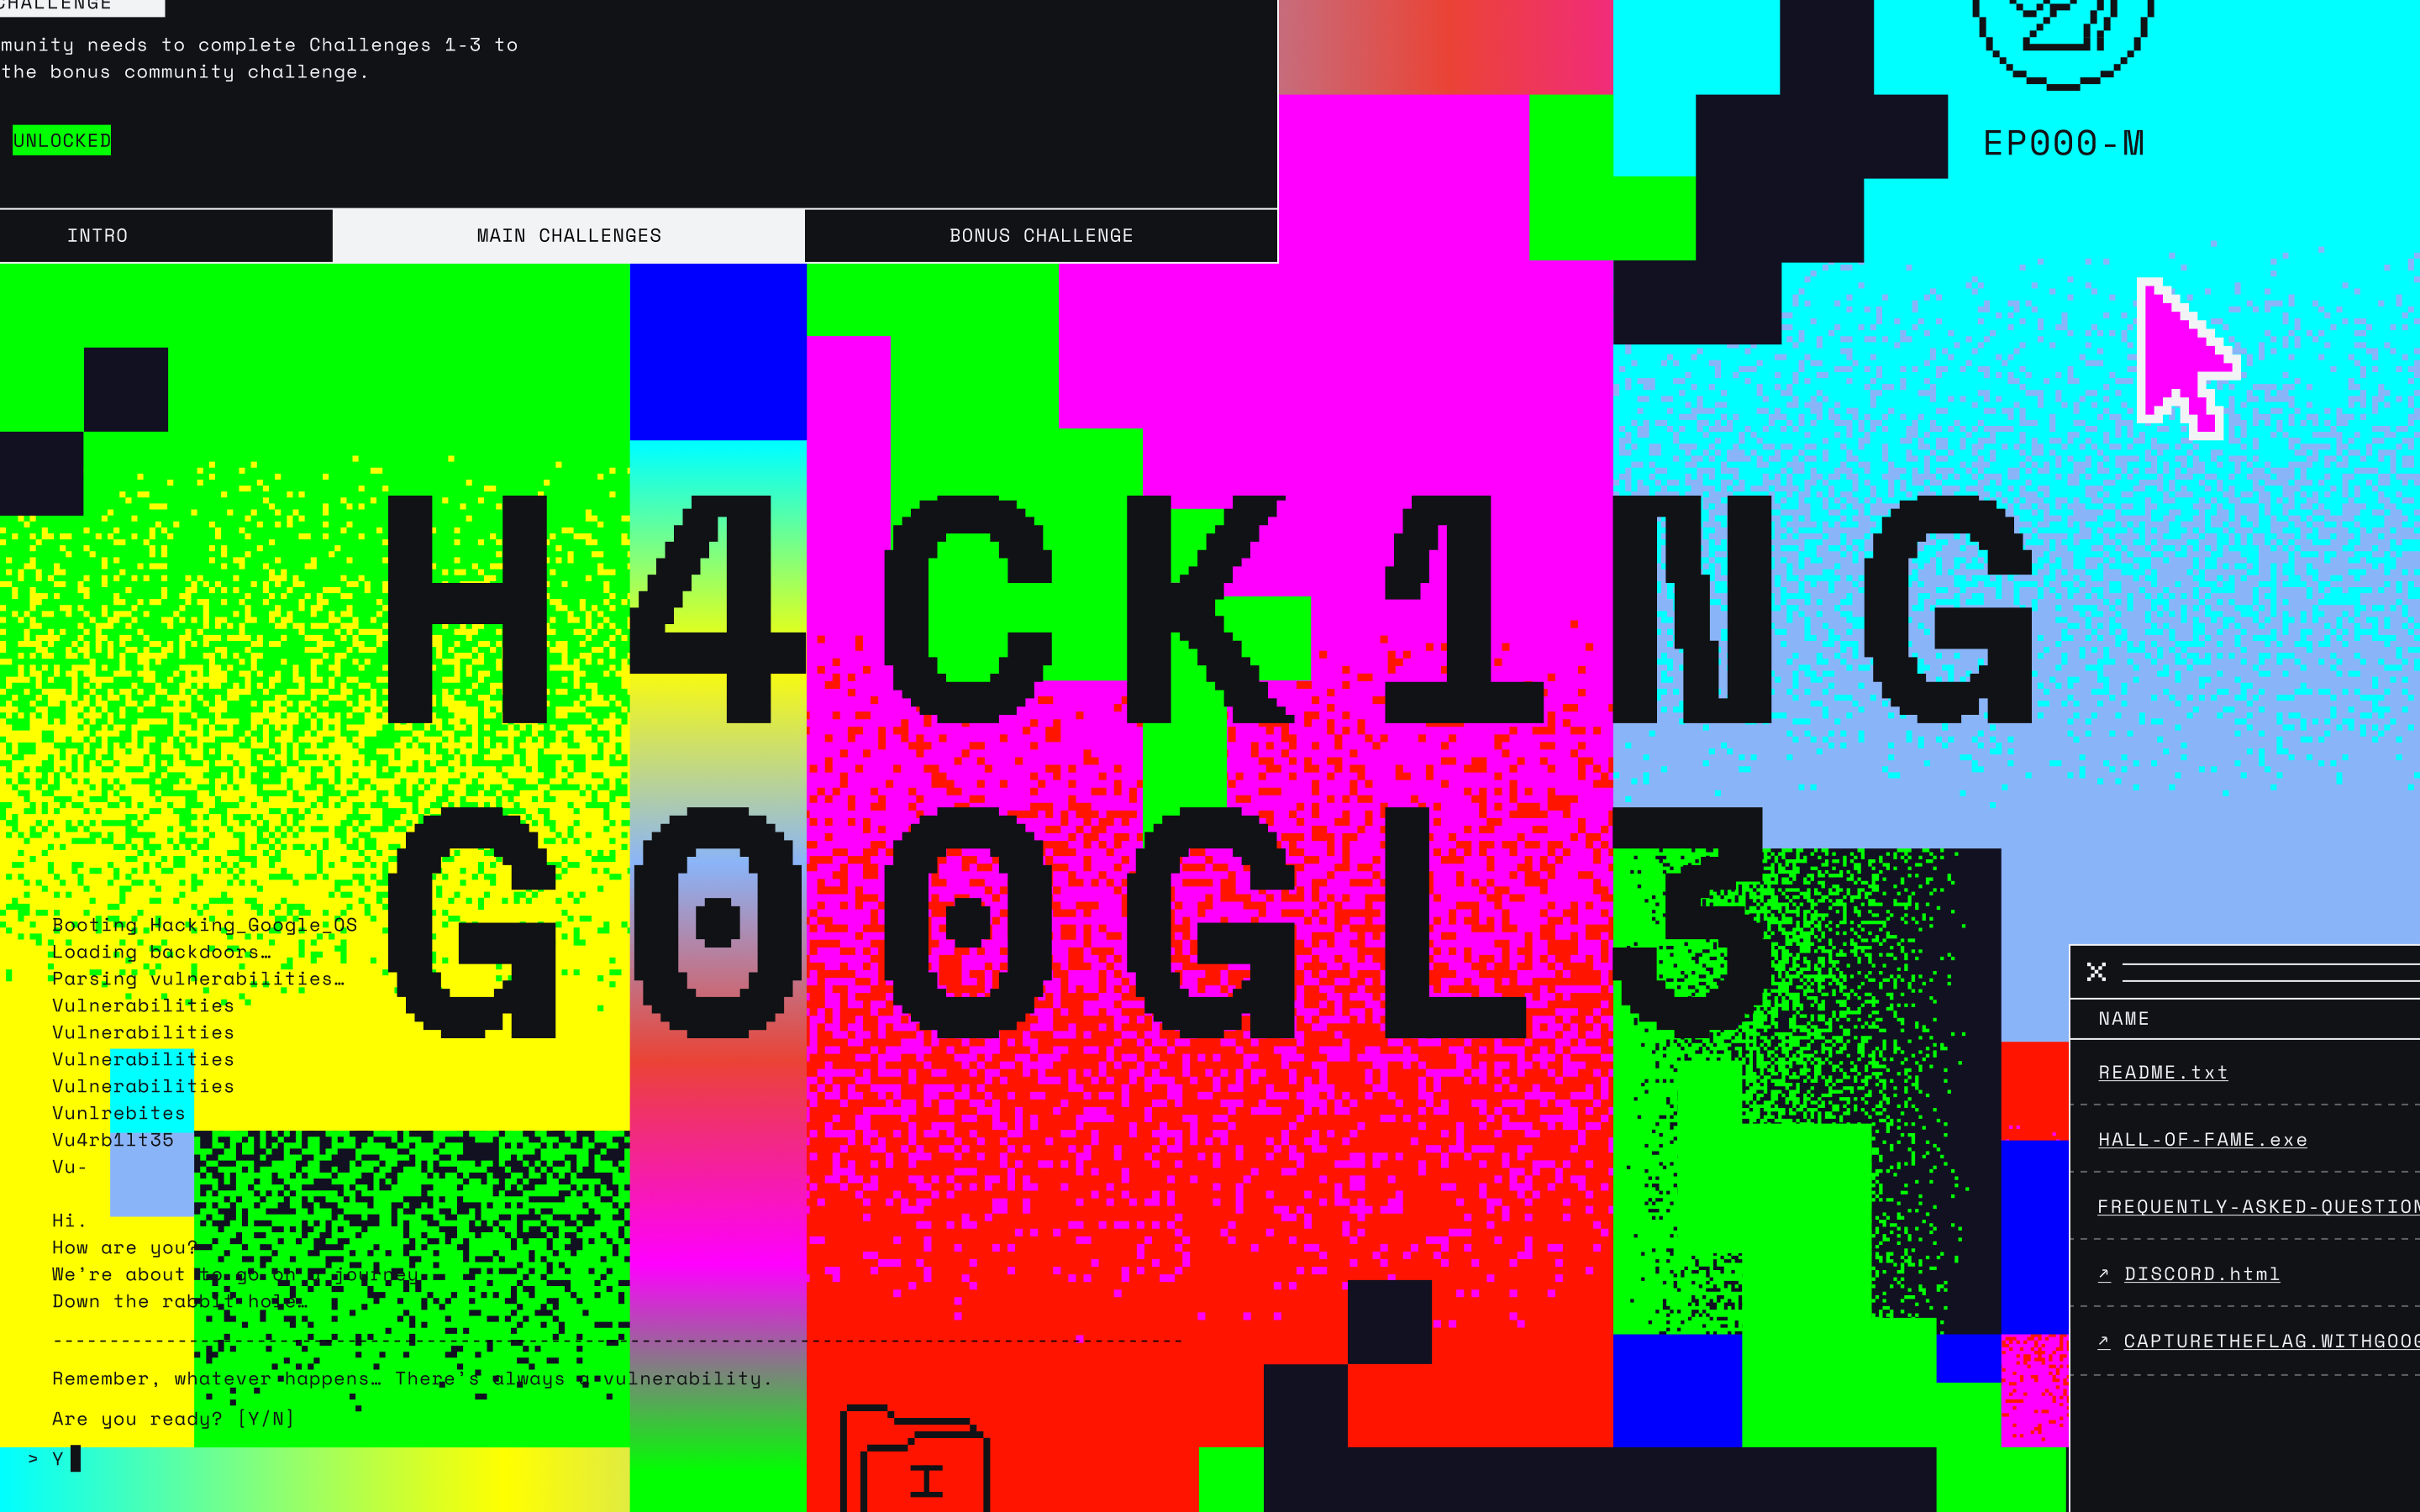 CHALLENGE
munity needs to complete Challenges 1-3 to
the bonus community challenge.
UNLOCKED
INTRO
MAIN CHALLENGES
BONUS CHALLENGE
EP000-M
H4CK1NG
G00GL3
Booting Hacking_Google_OS
Loading backdoors…
Parsing vulnerabilities…
Vulnerabilities
Vulnerabilities
Vulnerabilities
Vulnerabilities
Vunlrebites
Vu4rb1lt35
Vu-
Hi.
How are you?
We're about to go on a journey
Down the rabbit hole…
Remember, whatever happens… There's always a vulnerability.
Are you ready? [Y/N]
> Y
I
NAME
README.txt
HALL-OF-FAME.exe
FREQUENTLY-ASKED-QUESTION
↗ DISCORD.html
↗ CAPTURETHEFLAG.WITHGOOG